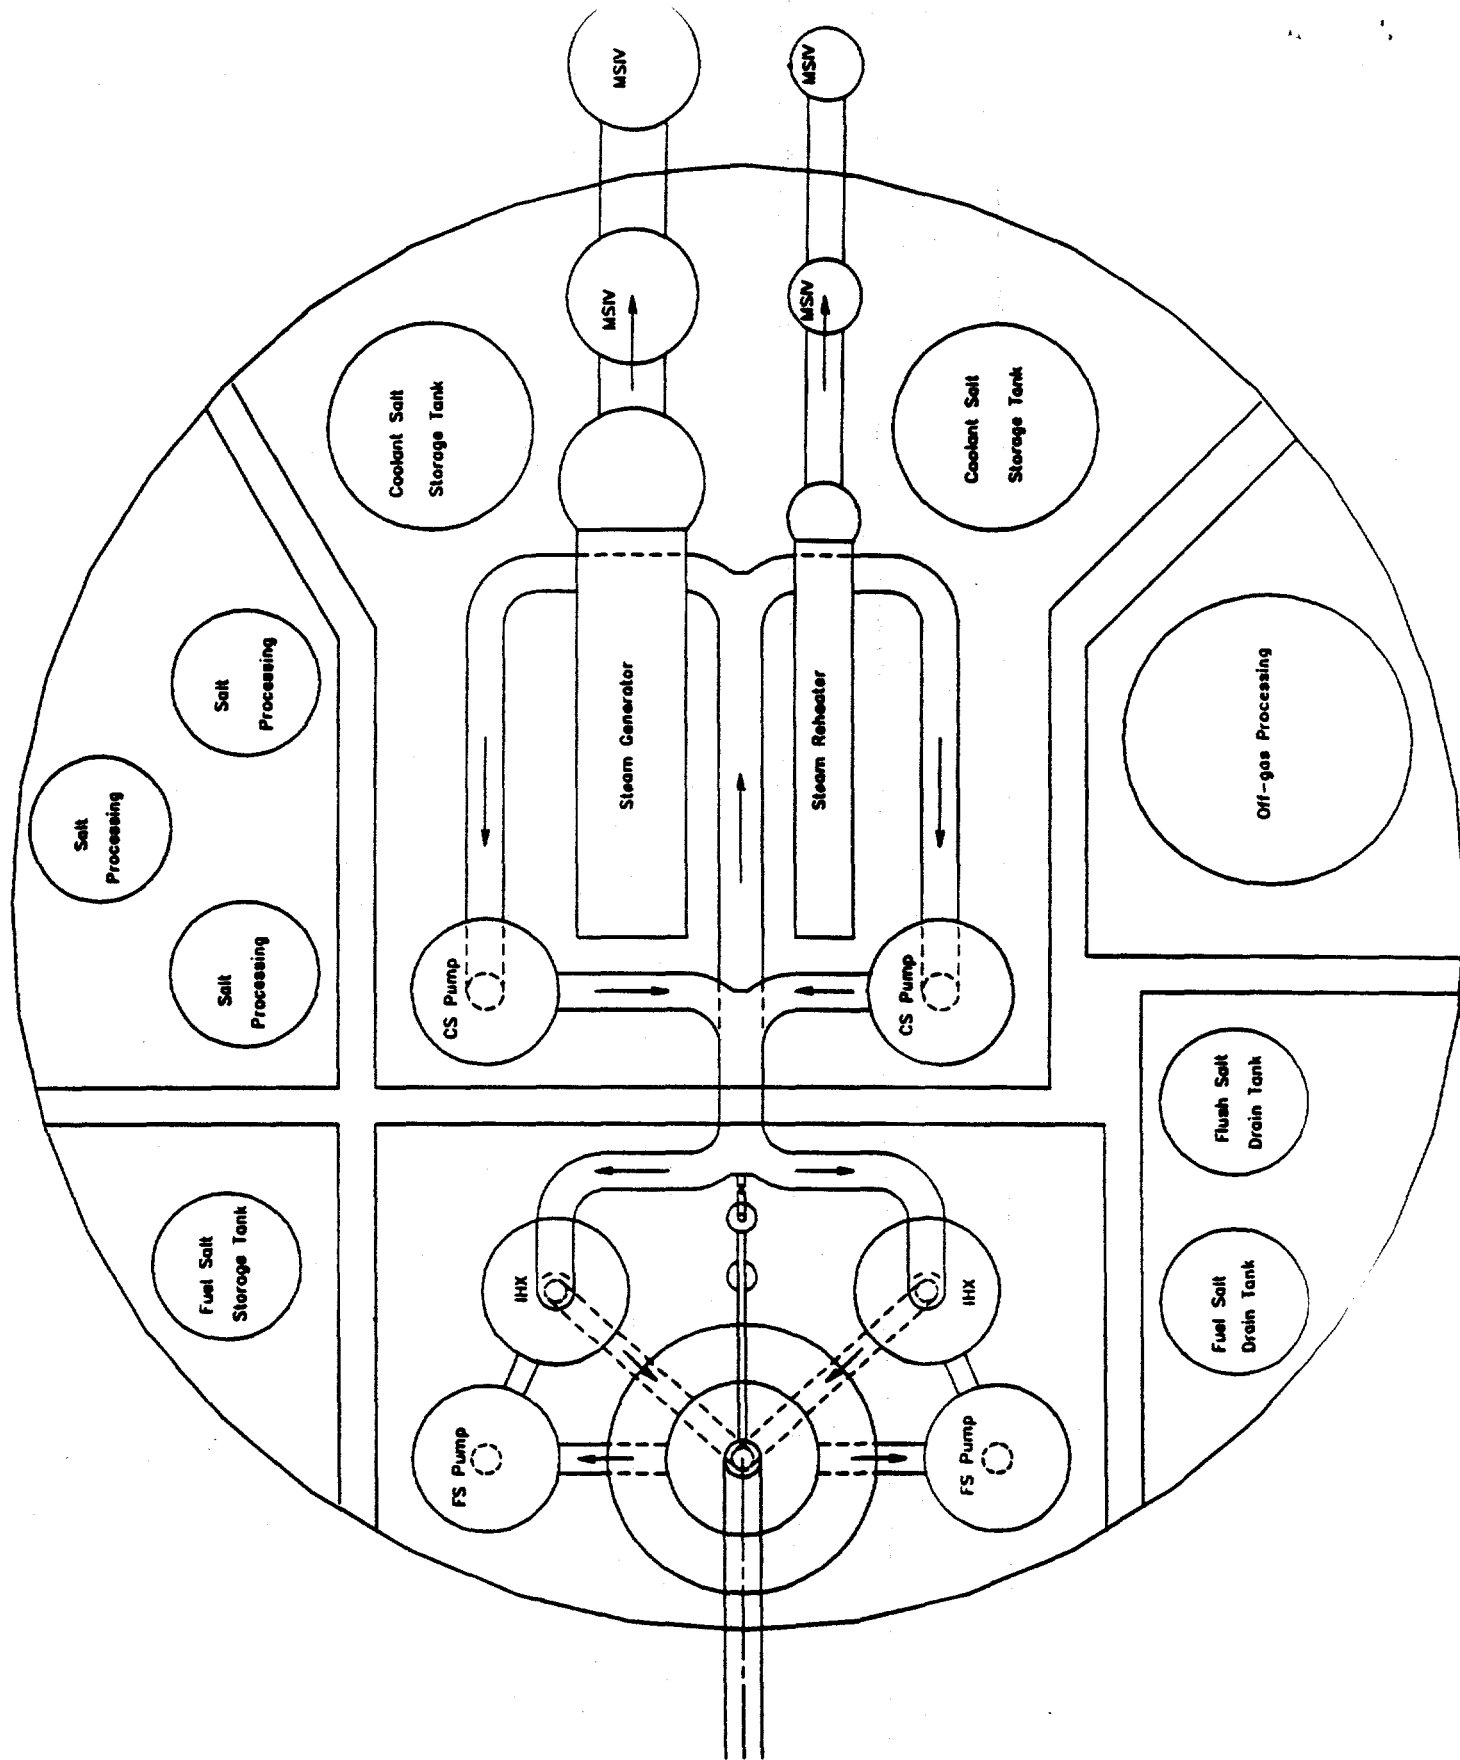 MSIV
MSIV
MSIV
MSIV
Coolant Salt
Storage Tank
Coolant Salt
Storage Tank
Salt
Processing
Salt
Processing
Salt
Processing
Steam Generator
Steam Reheater
Off-gas Processing
CS Pump
CS Pump
Flush Salt
Drain Tank
Fuel Salt
Storage Tank
IHX
IHX
Fuel Salt
Drain Tank
FS Pump
FS Pump